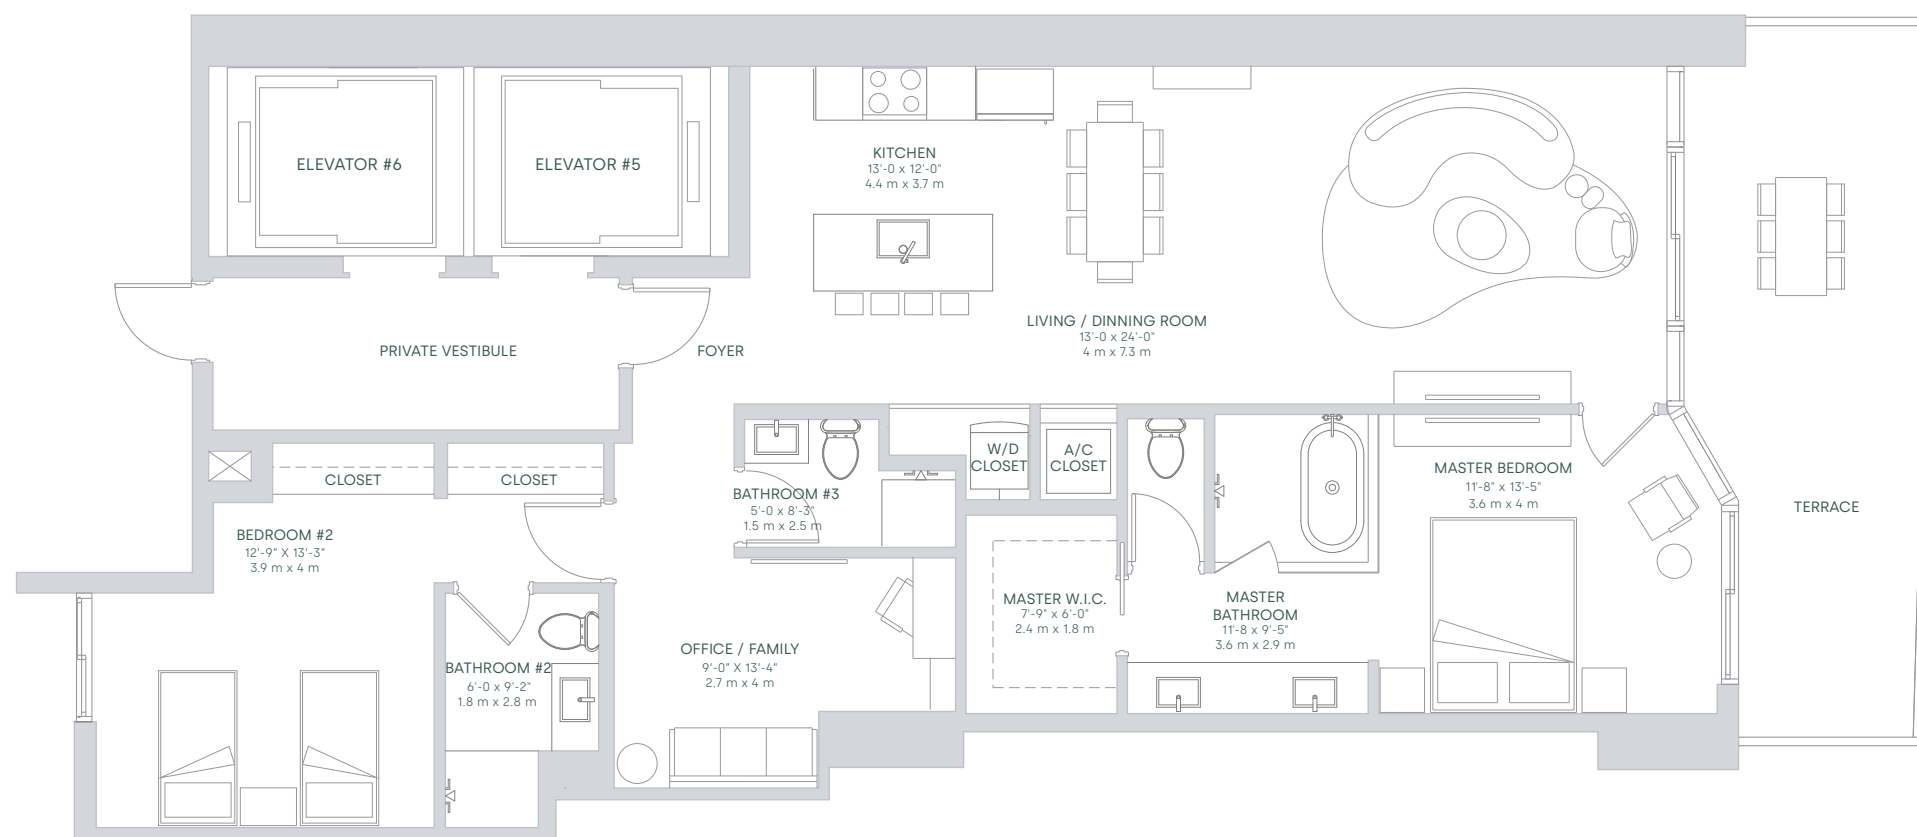 ELEVATOR #6
ELEVATOR #5
KITCHEN
13'-0 x 12'-0"
4.4 m x 3.7 m
LIVING / DINNING ROOM
13'-0 x 24'-0"
4 m x 7.3 m
PRIVATE VESTIBULE
FOYER
CLOSET
CLOSET
W/D
CLOSET
A/C
CLOSET
MASTER BEDROOM
11'-8" x 13'-5"
3.6 m x 4 m
BATHROOM #3
5'-0 x 8'-3"
1.5 m x 2.5 m
TERRACE
BEDROOM #2
12'-9" X 13'-3"
3.9 m x 4 m
MASTER W.I.C.
7'-9" x 6'-0"
2.4 m x 1.8 m
MASTER
BATHROOM
11'-8 x 9'-5"
3.6 m x 2.9 m
OFFICE / FAMILY
9'-0" X 13'-4"
2.7 m x 4 m
BATHROOM #2
6'-0 x 9'-2"
1.8 m x 2.8 m